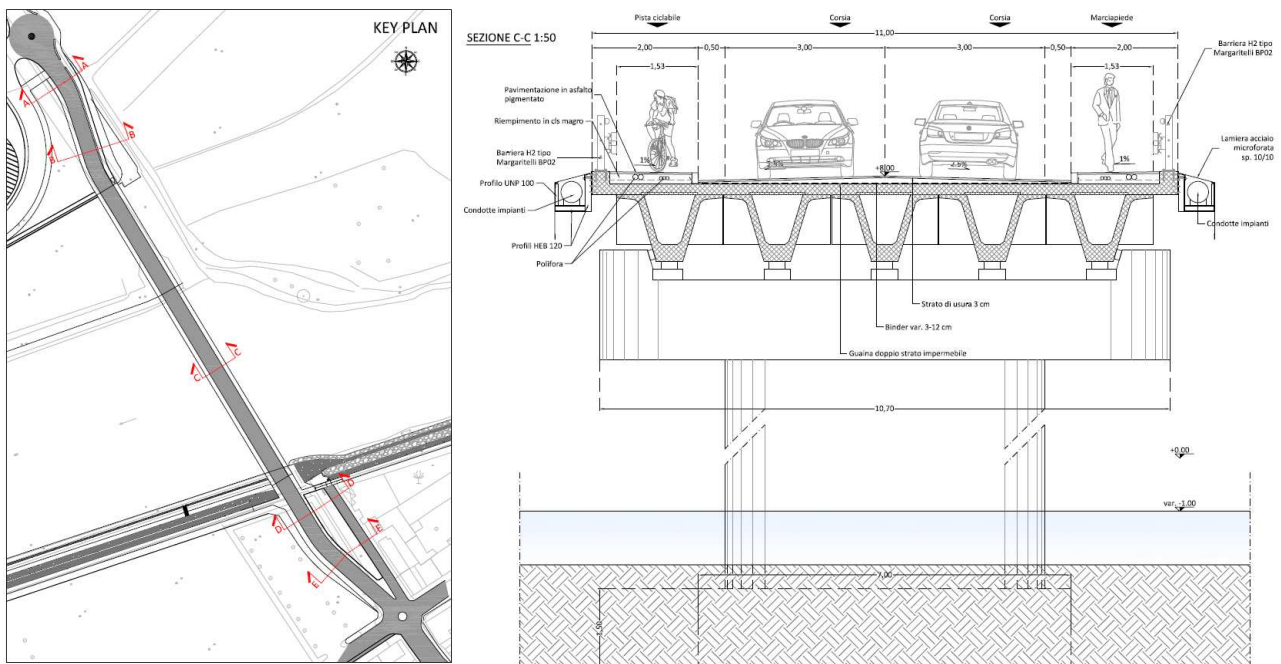 KEY PLAN
A
A
B
B
C
C
D
D
E
E
SEZIONE C-C 1:50
Pista ciclabile
Corsia
Corsia
Marciapiede
11,00
2,00
0,50
3,00
3,00
0,50
2,00
1,53
1,53
Barriera H2 tipo
Margaritelli BP02
Pavimentazione in asfalto
pigmentato
Riempimento in cls magro
Barriera H2 tipo
Margaritelli BP02
Profilo UNP 100
Condotte impianti
Profili HEB 120
Polifora
1%
2.5%
+8.00
2.5%
1%
Lamiera acciaio
microforata
sp. 10/10
Condotte impianti
Strato di usura 3 cm
Binder var. 3-12 cm
Guaina doppio strato impermebile
10,70
+0.00
var. -1.00
7,00
1,50